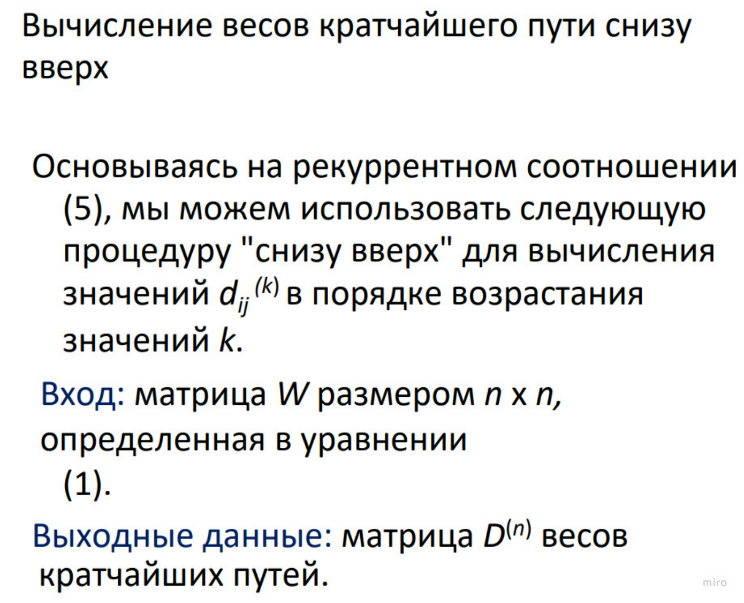 Вычисление весов кратчайшего пути снизу
вверх
Основываясь на рекуррентном соотношении
(5), мы можем использовать следующую
процедуру "снизу вверх" для вычисления
значений dij(k) в порядке возрастания
значений k.
Вход: матрица W размером n x n,
определенная в уравнении
(1).
Выходные данные: матрица D(n) весов
кратчайших путей.
miro